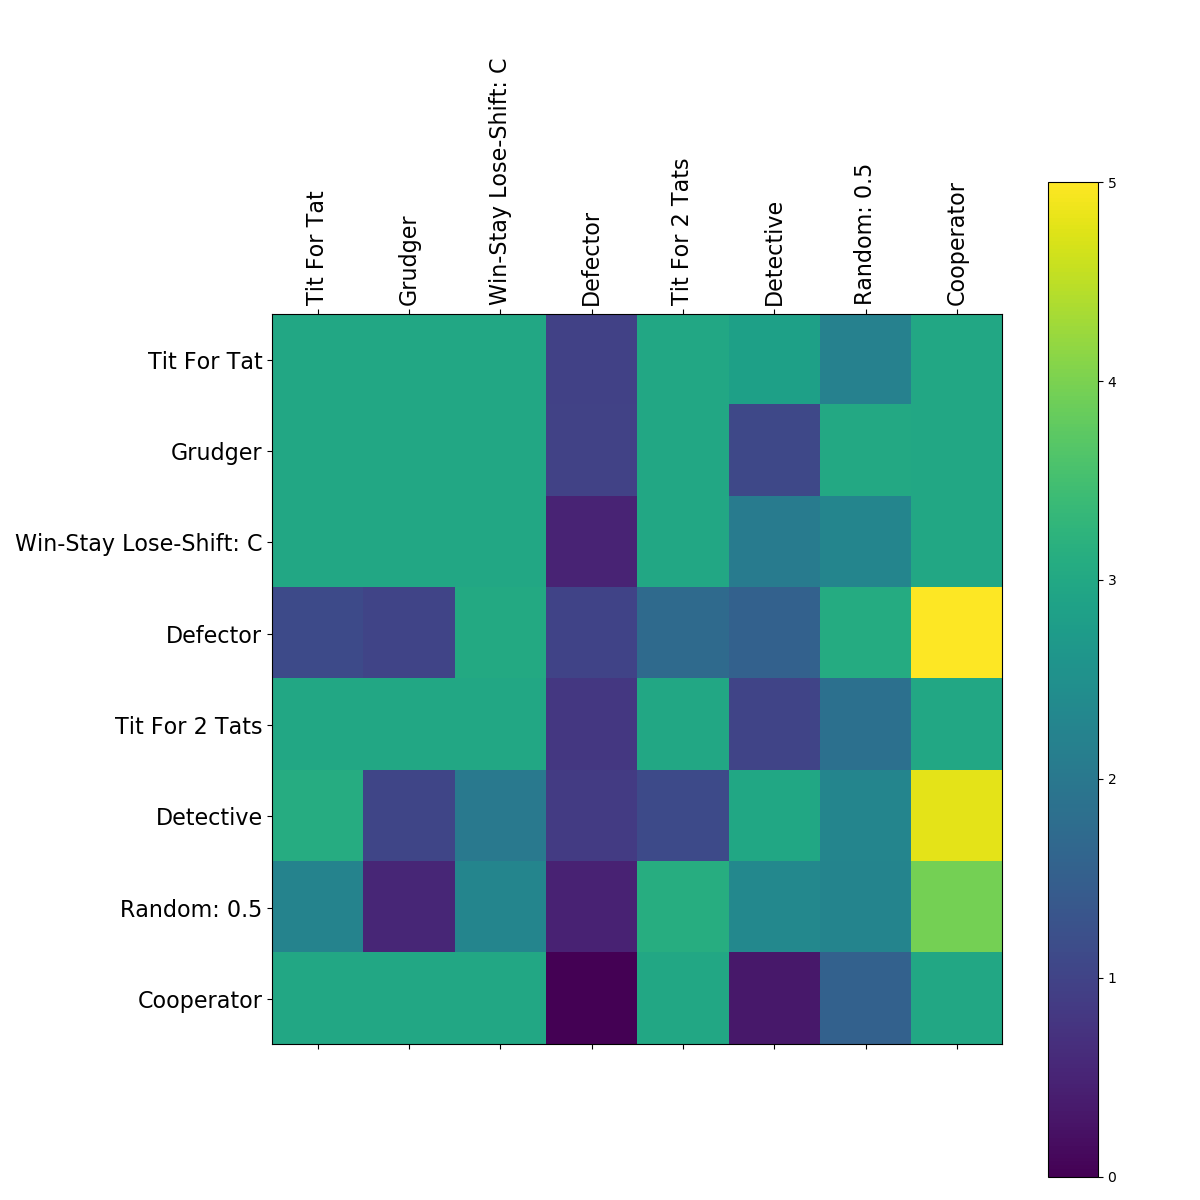 Tit For Tat
Grudger
Win-Stay Lose-Shift: C
Defector
Tit For 2 Tats
Detective
Random: 0.5
Cooperator
Tit For Tat
Grudger
Win-Stay Lose-Shift: C
Defector
Tit For 2 Tats
Detective
Random: 0.5
Cooperator
5
4
3
2
1
0